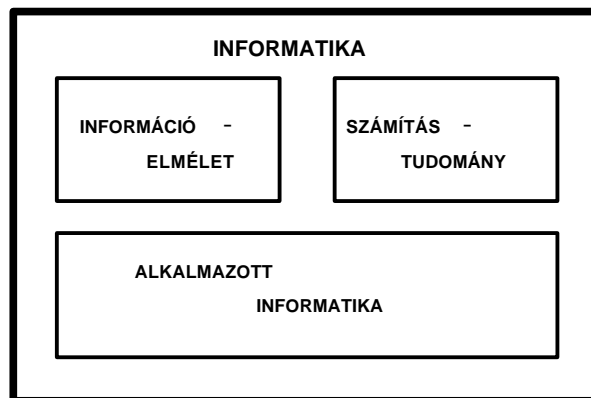 INFORMATIKA
INFORMÁCIÓ -
ELMÉLET
SZÁMÍTÁS -
TUDOMÁNY
ALKALMAZOTT
INFORMATIKA